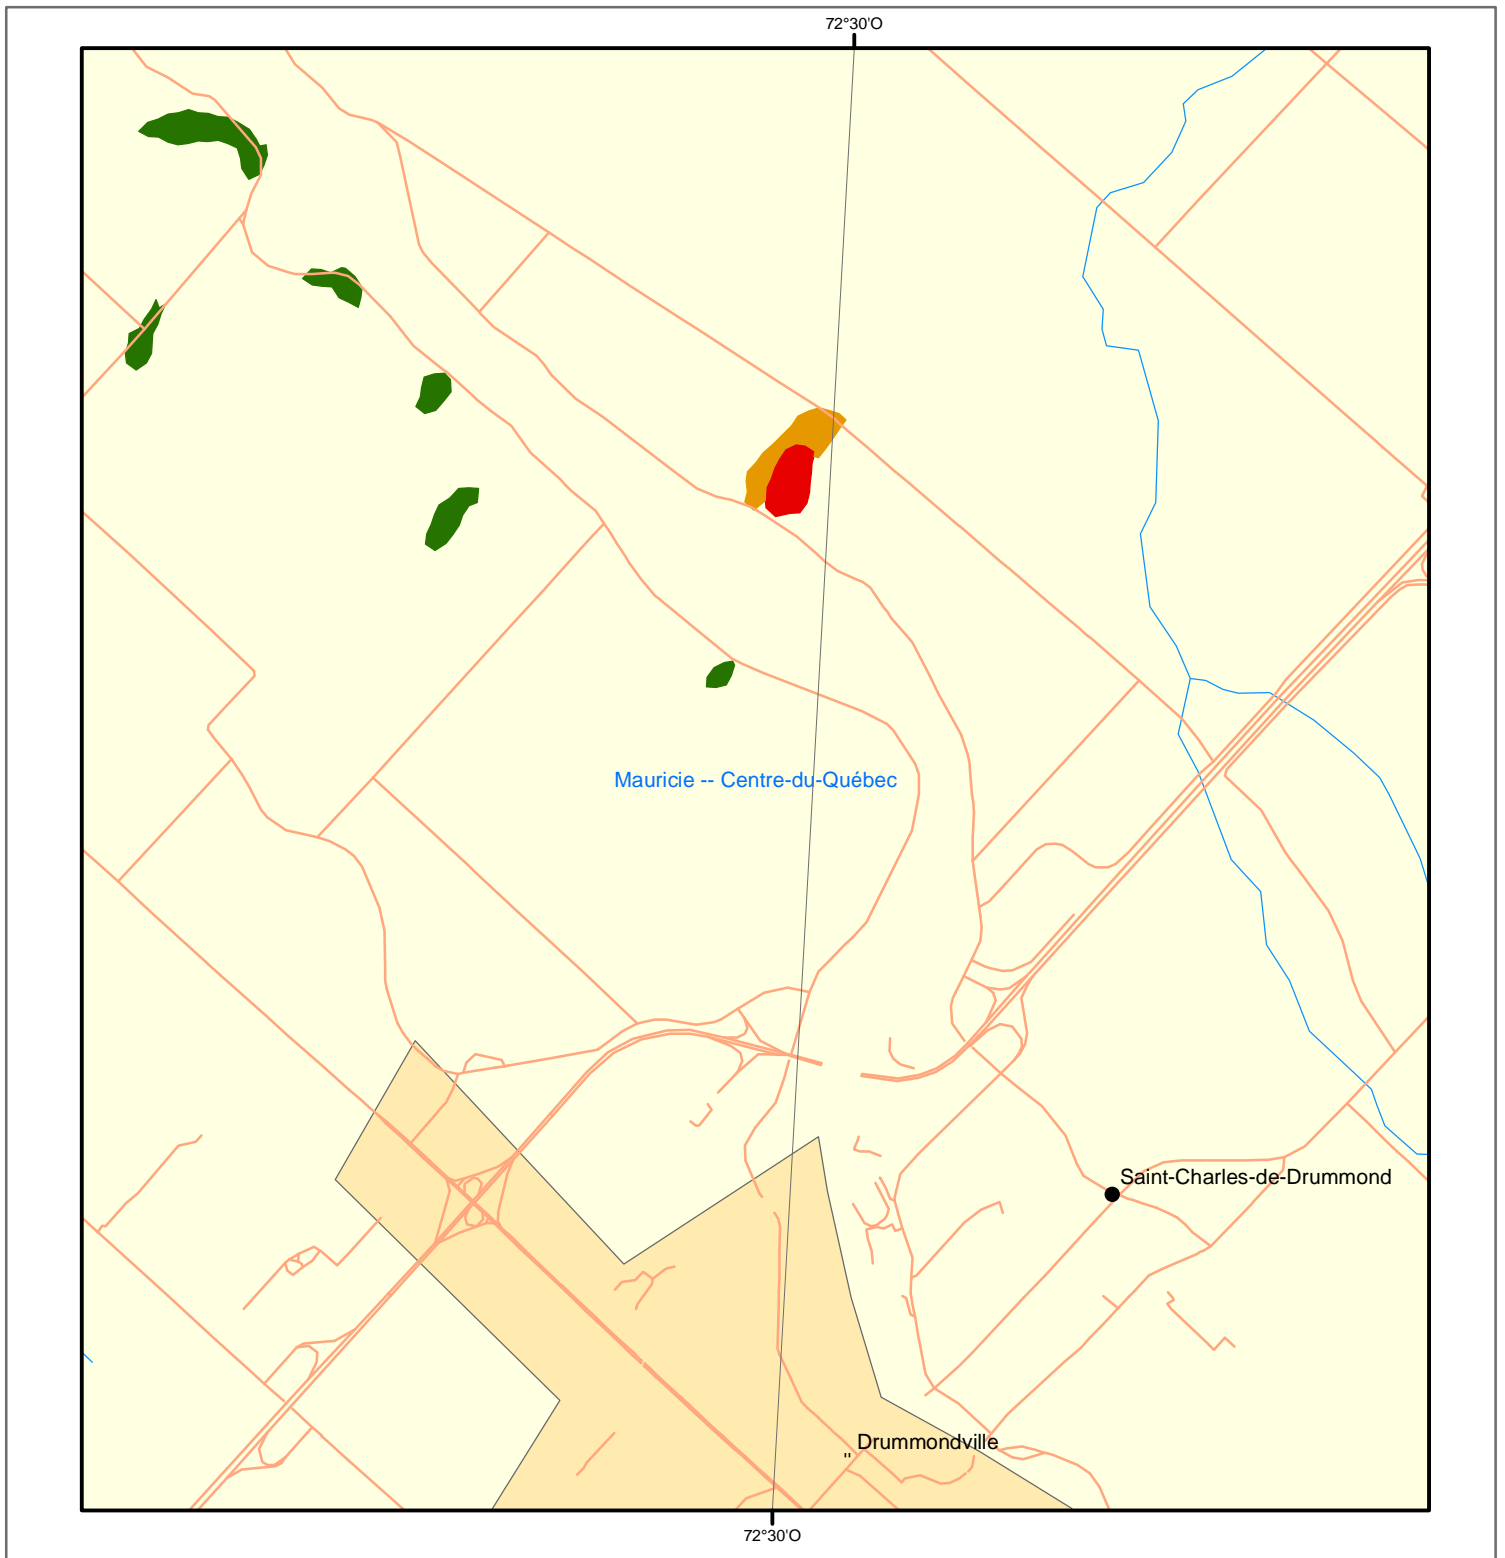 72°30'O
Mauricie -- Centre-du-Québec
Saint-Charles-de-Drummond
Drummondville
"
72°30'O